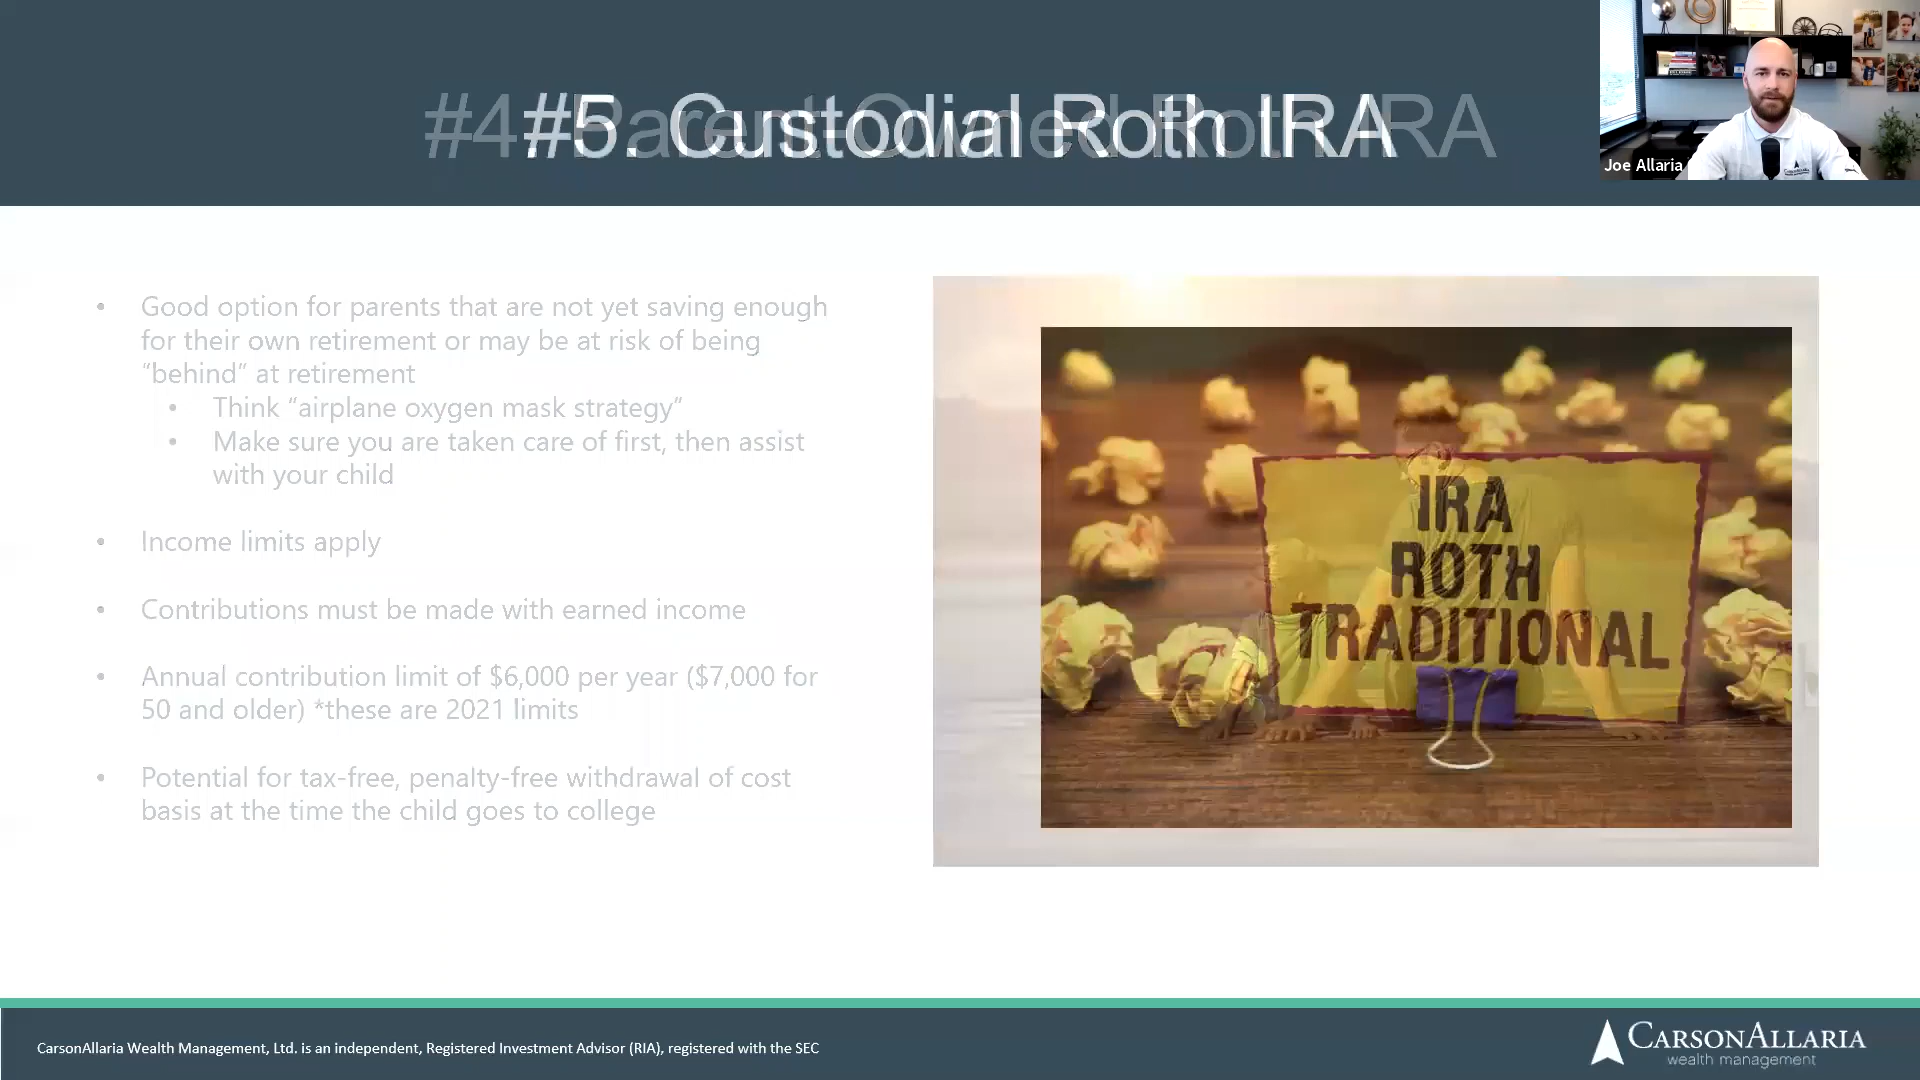 #4. Parent-Owned Roth IRA
#5. Custodial Roth IRA
Joe Allaria
• Good option for parents that are not yet saving enough
for their own retirement or may be at risk of being
“behind” at retirement
• Think “airplane oxygen mask strategy”
• Make sure you are taken care of first, then assist
with your child
• Income limits apply
• Contributions must be made with earned income
• Annual contribution limit of $6,000 per year ($7,000 for
50 and older) *these are 2021 limits
• Potential for tax-free, penalty-free withdrawal of cost
basis at the time the child goes to college
IRA
ROTH
TRADITIONAL
CarsonAllaria Wealth Management, Ltd. is an independent, Registered Investment Advisor (RIA), registered with the SEC
CARSONALLARIA
wealth management